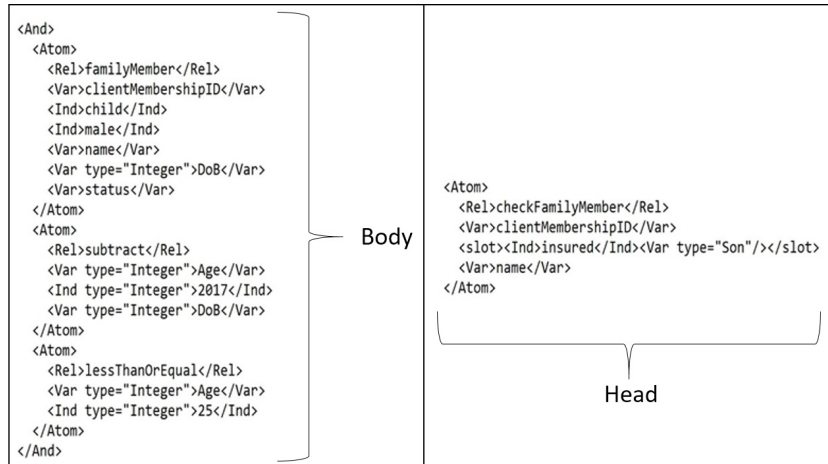 <And>
<Atom>
<Rel>familyMember</Rel>
<Var>clientMembershipID</Var>
<Ind>child</Ind>
<Ind>male</Ind>
<Var>name</Var>
<Var type="Integer">DoB</Var>
<Var>status</Var>
</Atom>
<Atom>
<Rel>subtract</Rel>
<Var type="Integer">Age</Var>
<Ind type="Integer">2017</Ind>
<Var type="Integer">DoB</Var>
</Atom>
<Atom>
<Rel>lessThanOrEqual</Rel>
<Var type="Integer">Age</Var>
<Ind type="Integer">25</Ind>
</Atom>
</And>
Body
<Atom>
<Rel>checkFamilyMember</Rel>
<Var>clientMembershipID</Var>
<slot><Ind>insured</Ind><Var type="Son"/></slot>
<Var>name</Var>
</Atom>
Head